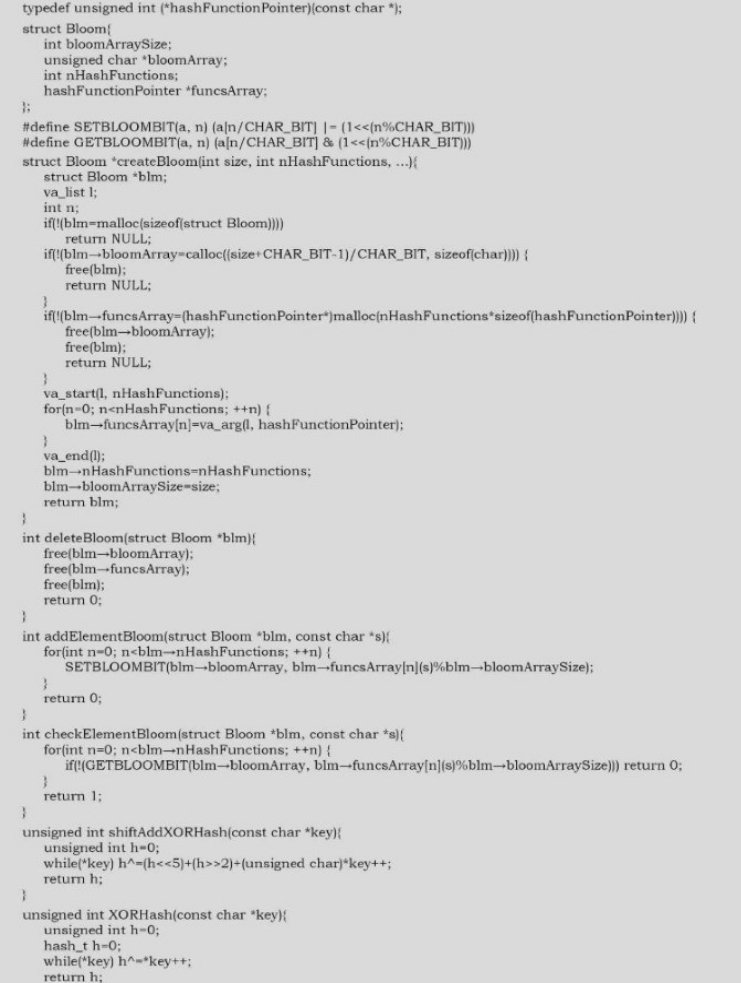 typedef unsigned int (*hashFunctionPointer)(const char *);
struct Bloom{
int bloomArraySize;
unsigned char *bloomArray;
int nHashFunctions;
hashFunctionPointer *funcsArray;
};
#define SETBLOOMBIT(a, n) (a[n/CHAR_BIT] |= (1<<(n%CHAR_BIT)))
#define GETBLOOMBIT(a, n) (a[n/CHAR_BIT] & (1<<(n%CHAR_BIT)))
struct Bloom *createBloom(int size, int nHashFunctions, ...){
struct Bloom *blm;
va_list l;
int n;
if(!(blm=malloc(sizeof(struct Bloom))))
return NULL;
if(!(blm→bloomArray=calloc((size+CHAR_BIT-1)/CHAR_BIT, sizeof(char)))) {
free(blm);
return NULL;
}
if(!(blm→funcsArray=(hashFunctionPointer*)malloc(nHashFunctions*sizeof(hashFunctionPointer)))) {
free(blm→bloomArray);
free(blm);
return NULL;
}
va_start(l, nHashFunctions);
for(n=0; n<nHashFunctions; ++n) {
blm→funcsArray[n]=va_arg(l, hashFunctionPointer);
}
va_end(l);
blm→nHashFunctions=nHashFunctions;
blm→bloomArraySize=size;
return blm;
}
int deleteBloom(struct Bloom *blm){
free(blm→bloomArray);
free(blm→funcsArray);
free(blm);
return 0;
}
int addElementBloom(struct Bloom *blm, const char *s){
for(int n=0; n<blm→nHashFunctions; ++n) {
SETBLOOMBIT(blm→bloomArray, blm→funcsArray[n](s)%blm→bloomArraySize);
}
return 0;
}
int checkElementBloom(struct Bloom *blm, const char *s){
for(int n=0; n<blm→nHashFunctions; ++n) {
if(!(GETBLOOMBIT(blm→bloomArray, blm→funcsArray[n](s)%blm→bloomArraySize))) return 0;
}
return 1;
}
unsigned int shiftAddXORHash(const char *key){
unsigned int h=0;
while(*key) h^=(h<<5)+(h>>2)+(unsigned char)*key++;
return h;
}
unsigned int XORHash(const char *key){
unsigned int h=0;
hash_t h=0;
while(*key) h^=*key++;
return h;